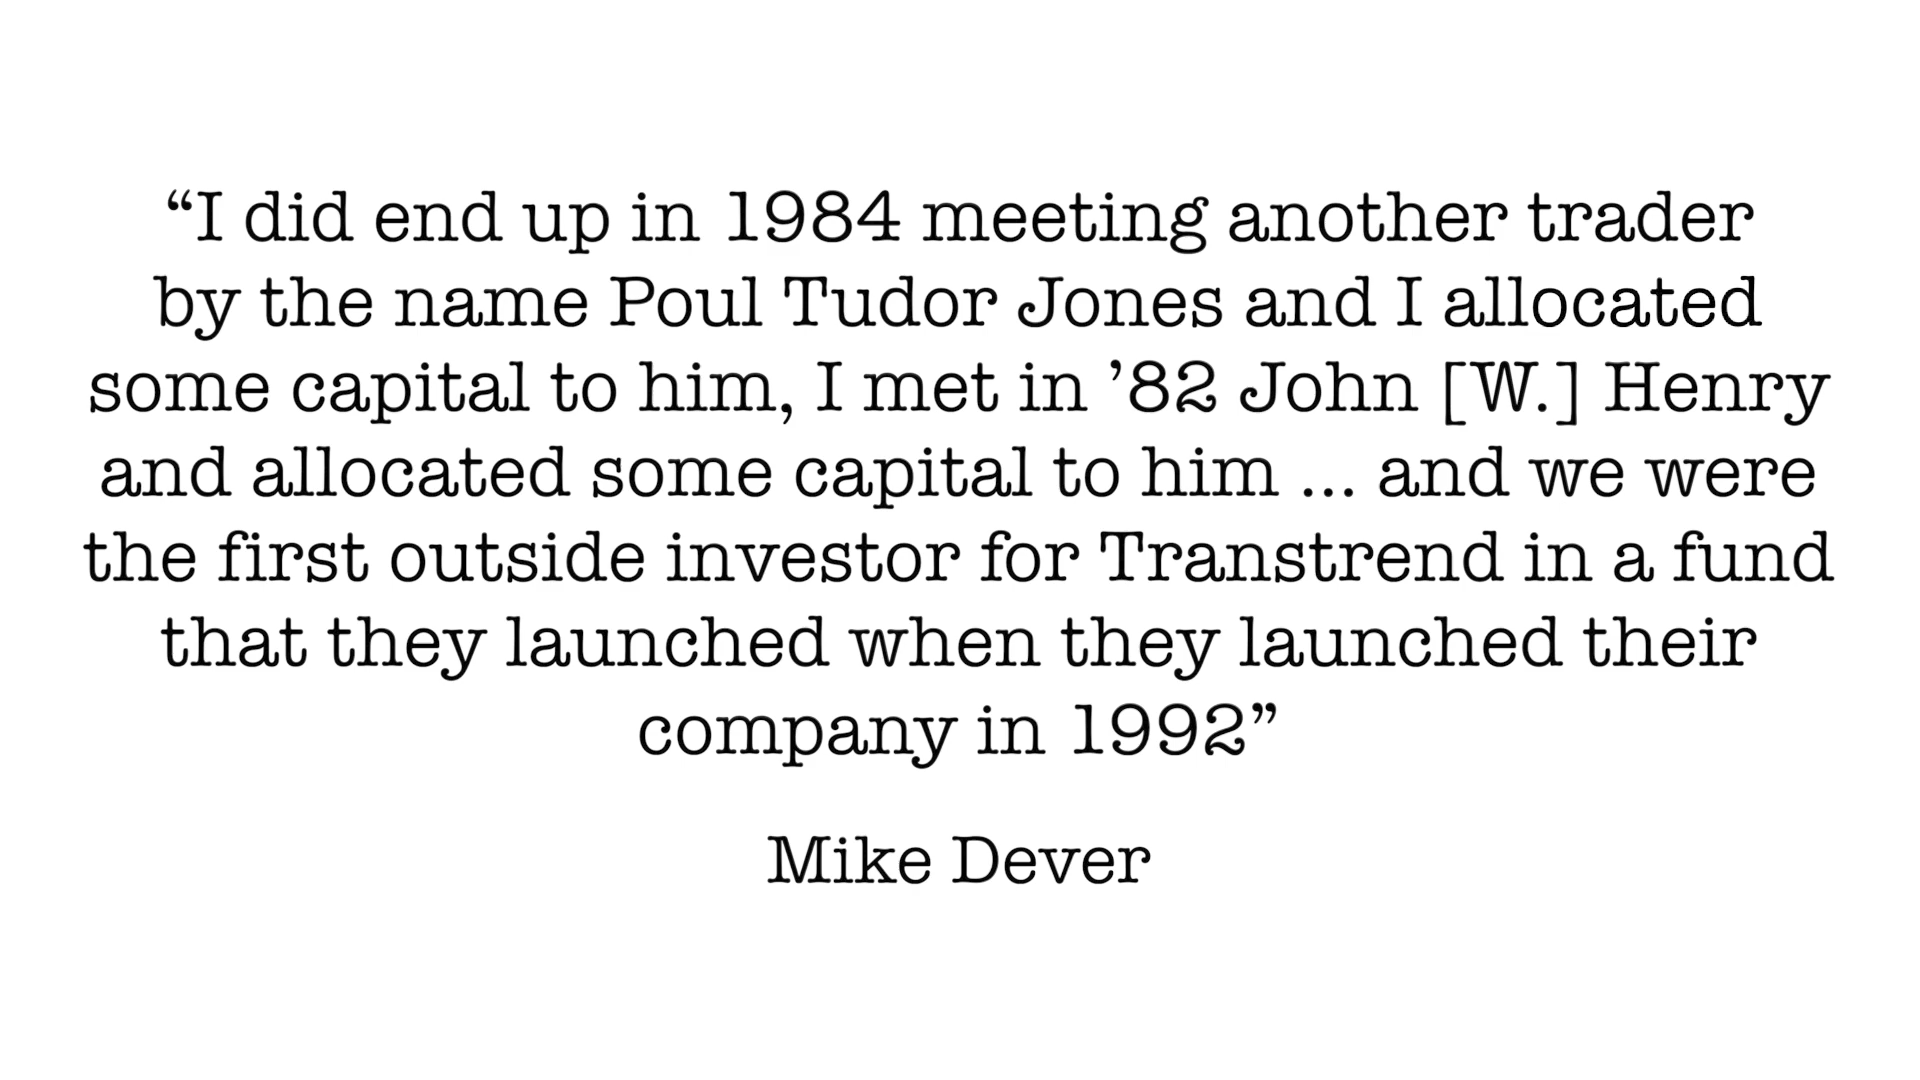 “I did end up in 1984 meeting another trader
by the name Poul Tudor Jones and I allocated
some capital to him, I met in ’82 John [W.] Henry
and allocated some capital to him ... and we were
the first outside investor for Transtrend in a fund
that they launched when they launched their
company in 1992”
Mike Dever